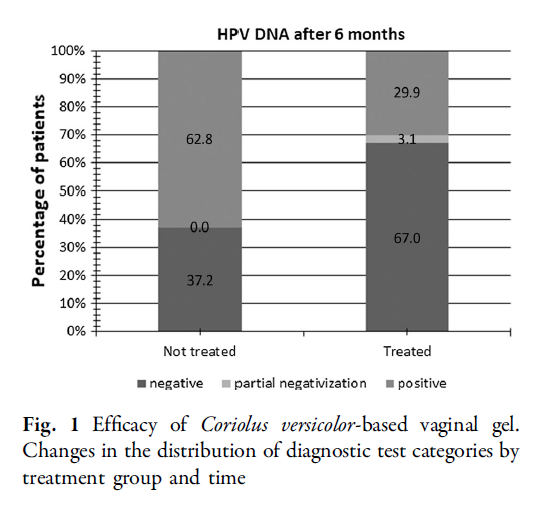 HPV DNA after 6 months
Percentage of patients
100%
90%
80%
70%
60%
50%
40%
30%
20%
10%
0%
62.8
0.0
37.2
29.9
3.1
67.0
Not treated Treated
negative partial negativization positive
Fig. 1 Efficacy of Coriolus versicolor-based vaginal gel.
Changes in the distribution of diagnostic test categories by
treatment group and time